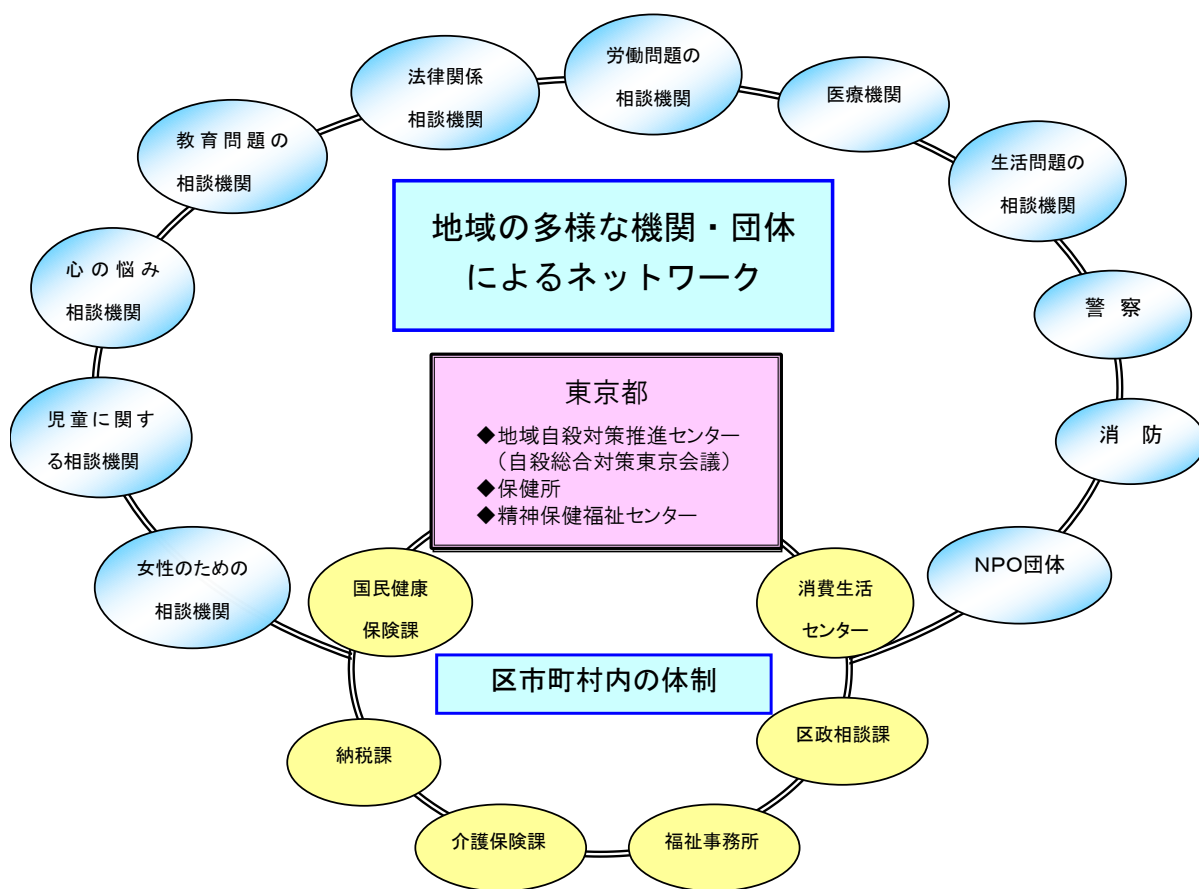 労働問題の
相談機関
法律関係
相談機関
医療機関
教育問題の
相談機関
生活問題の
相談機関
地域の多様な機関・団体
によるネットワーク
心の悩み
相談機関
警察
東京都
◆地域自殺対策推進センター
（自殺総合対策東京会議）
◆保健所
◆精神保健福祉センター
児童に関す
る相談機関
消防
女性のための
相談機関
国民健康
保険課
消費生活
センター
NPO団体
区市町村内の体制
納税課
区政相談課
介護保険課
福祉事務所